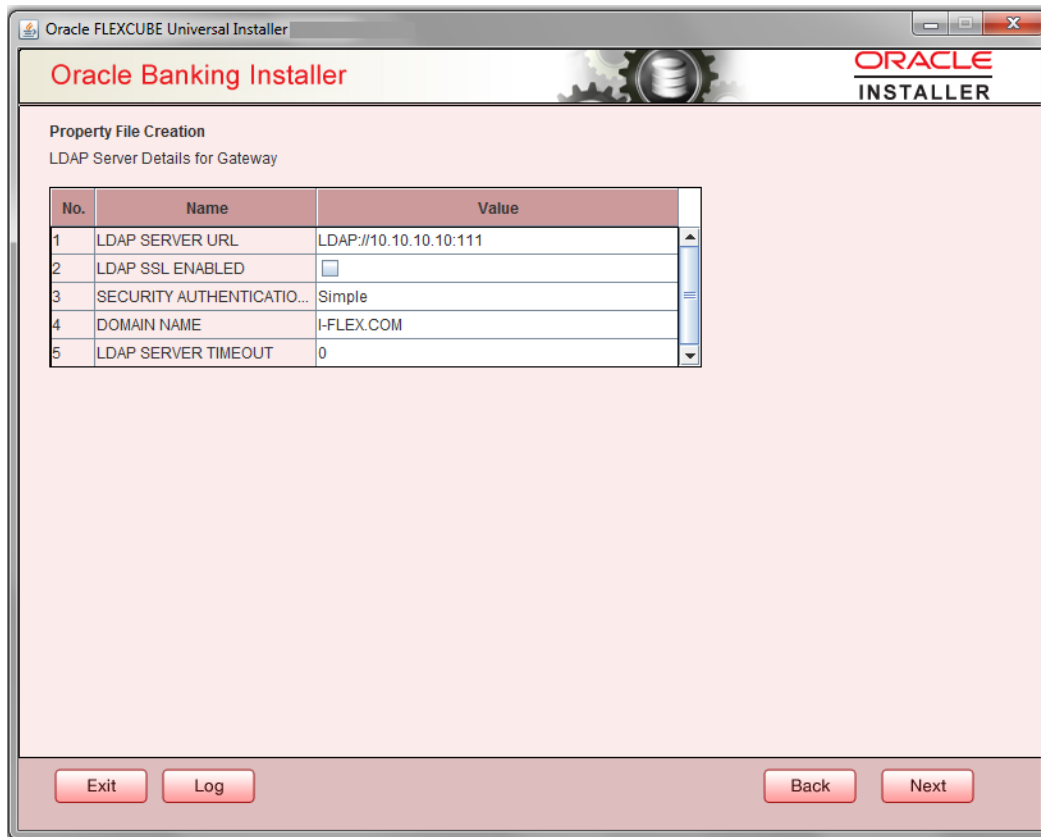 Oracle FLEXCUBE Universal Installer
Oracle Banking Installer
ORACLE
INSTALLER
Property File Creation
LDAP Server Details for Gateway
No. Name Value
1 LDAP SERVER URL LDAP://10.10.10.10:111
2 LDAP SSL ENABLED
3 SECURITY AUTHENTICATIO... Simple
4 DOMAIN NAME I-FLEX.COM
5 LDAP SERVER TIMEOUT 0
Exit Log Back Next